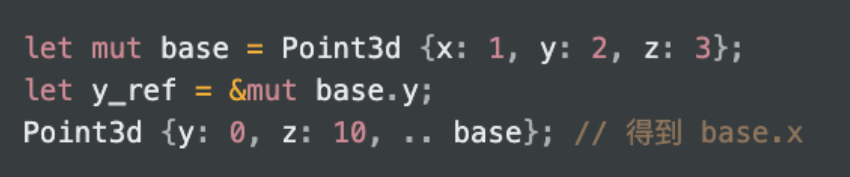 let mut base = Point3d {x: 1, y: 2, z: 3};
let y_ref = &mut base.y;
Point3d {y: 0, z: 10, .. base}; // 得到 base.x